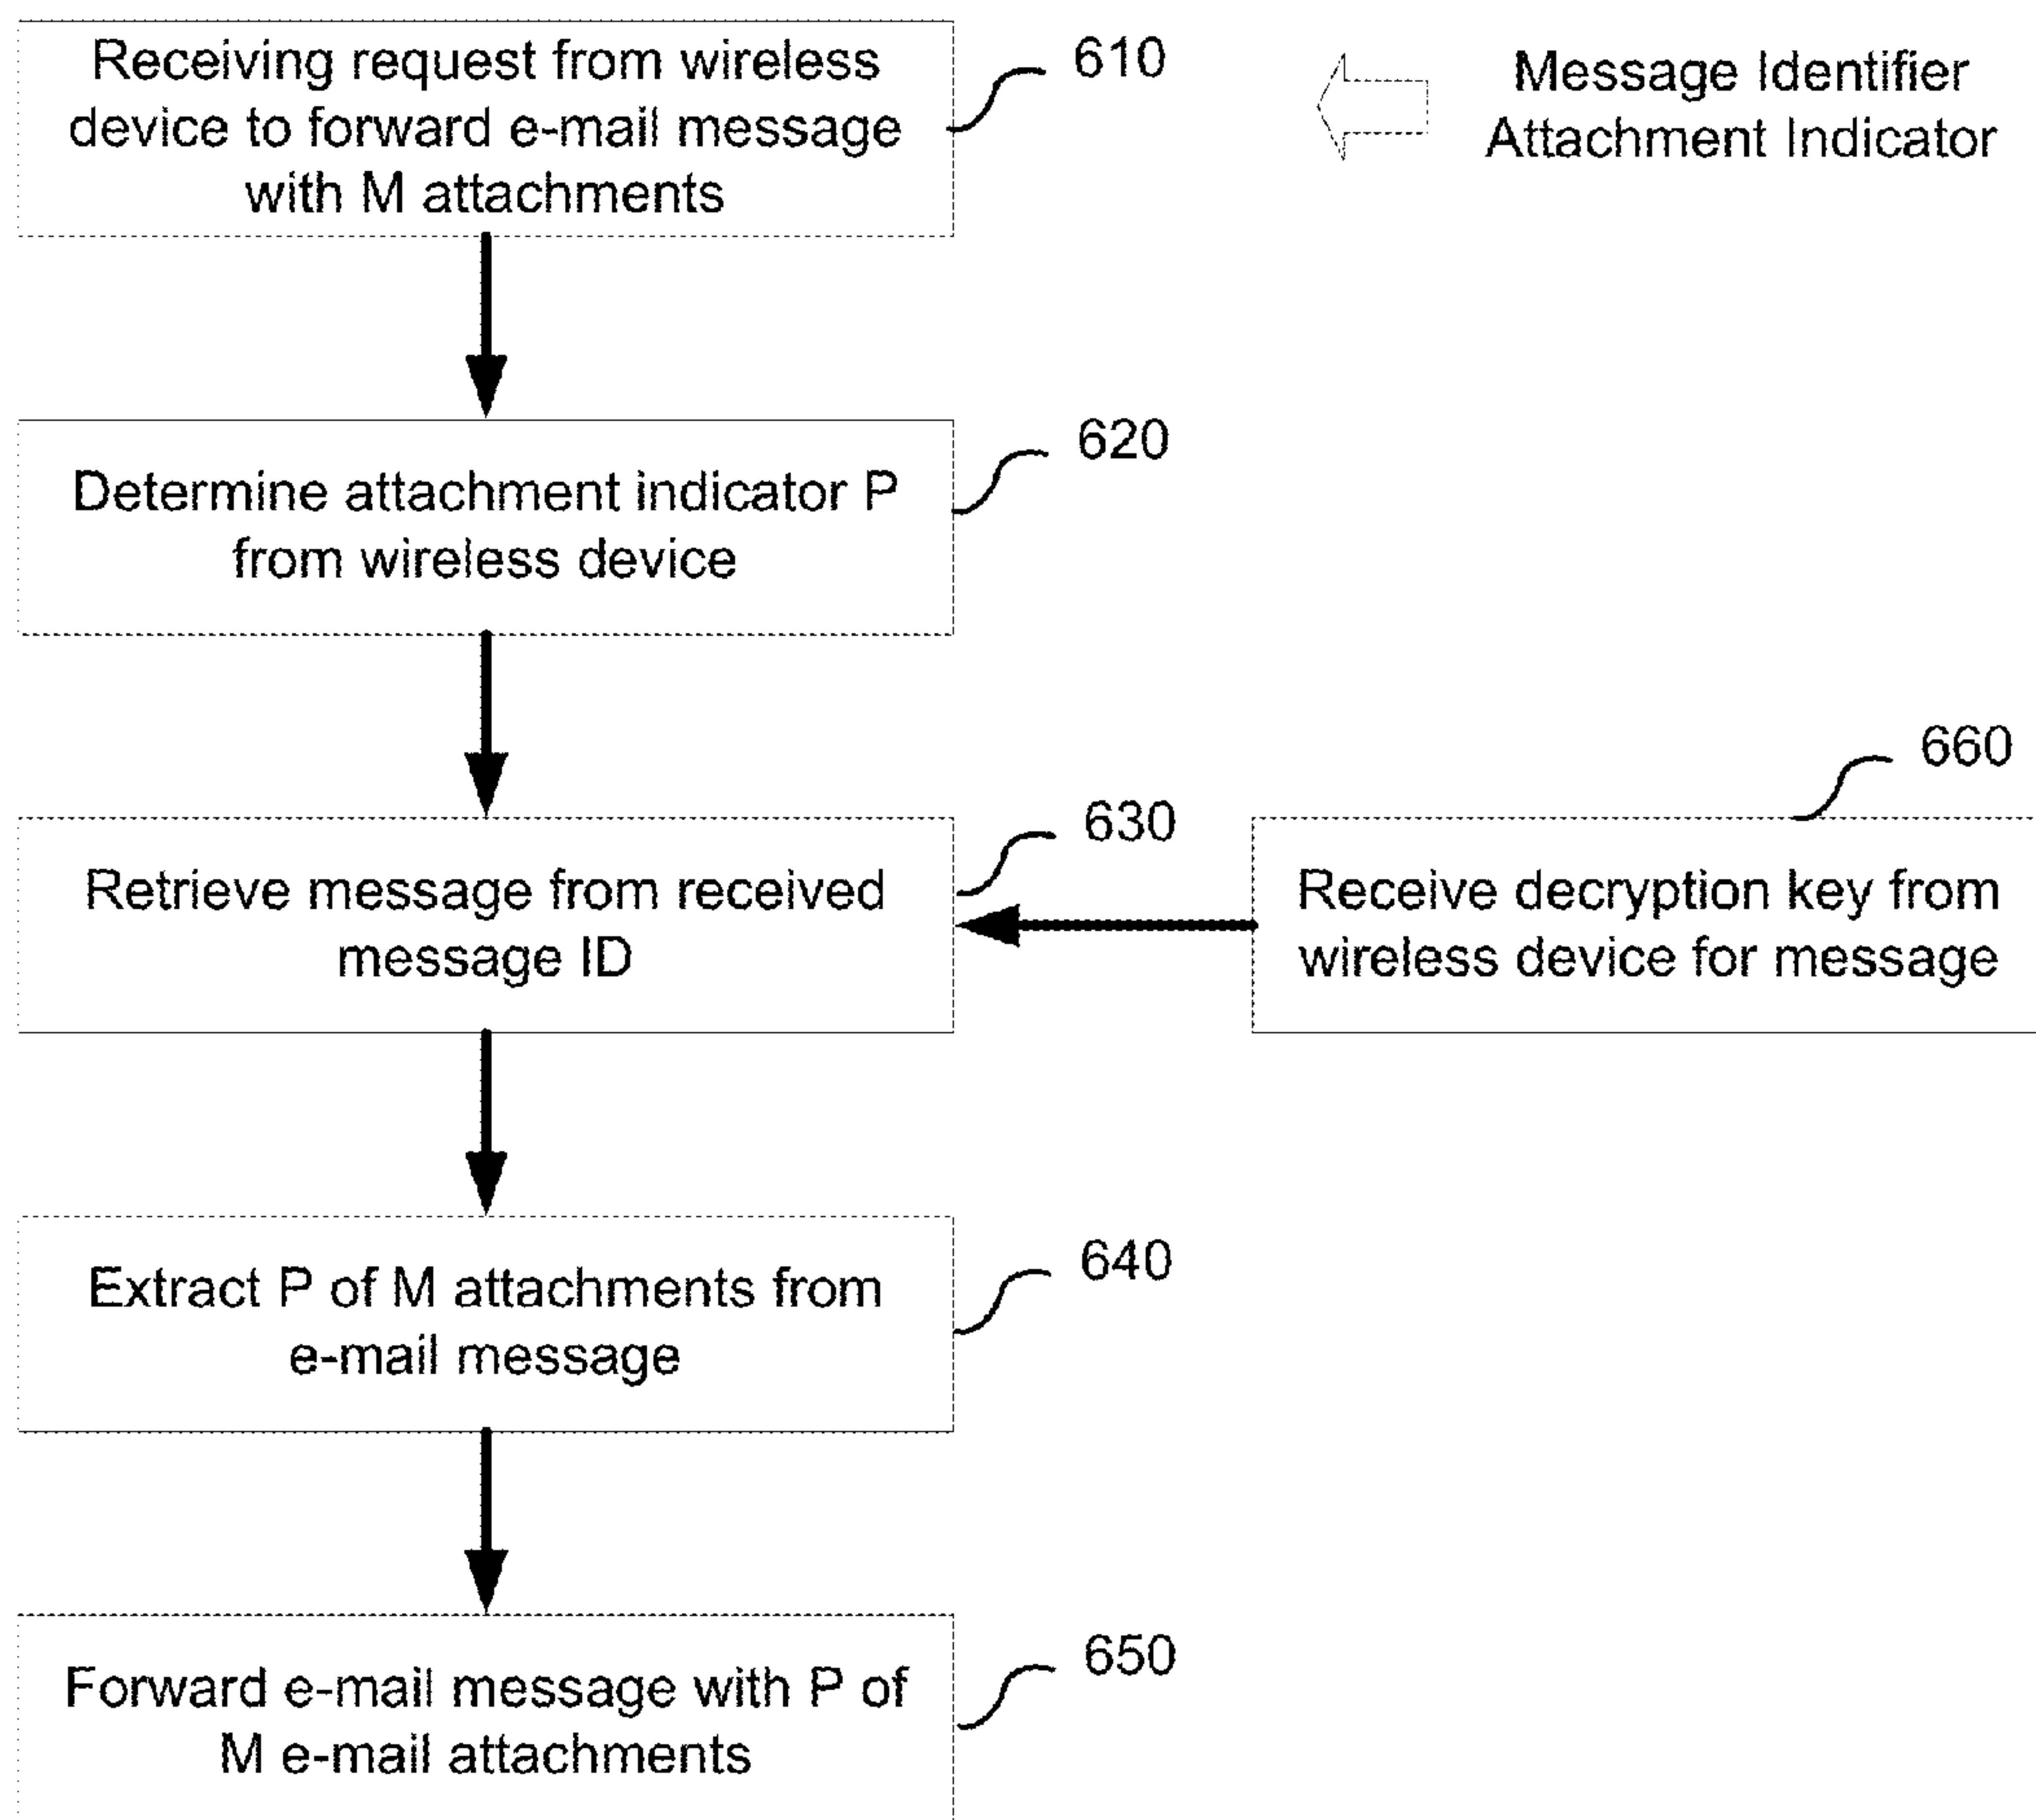 Receiving request from wireless
device to forward e-mail message
with M attachments
610
Message Identifier
Attachment Indicator
Determine attachment indicator P
from wireless device
620
Retrieve message from received
message ID
630
Receive decryption key from
wireless device for message
660
Extract P of M attachments from
e-mail message
640
Forward e-mail message with P of
M e-mail attachments
650